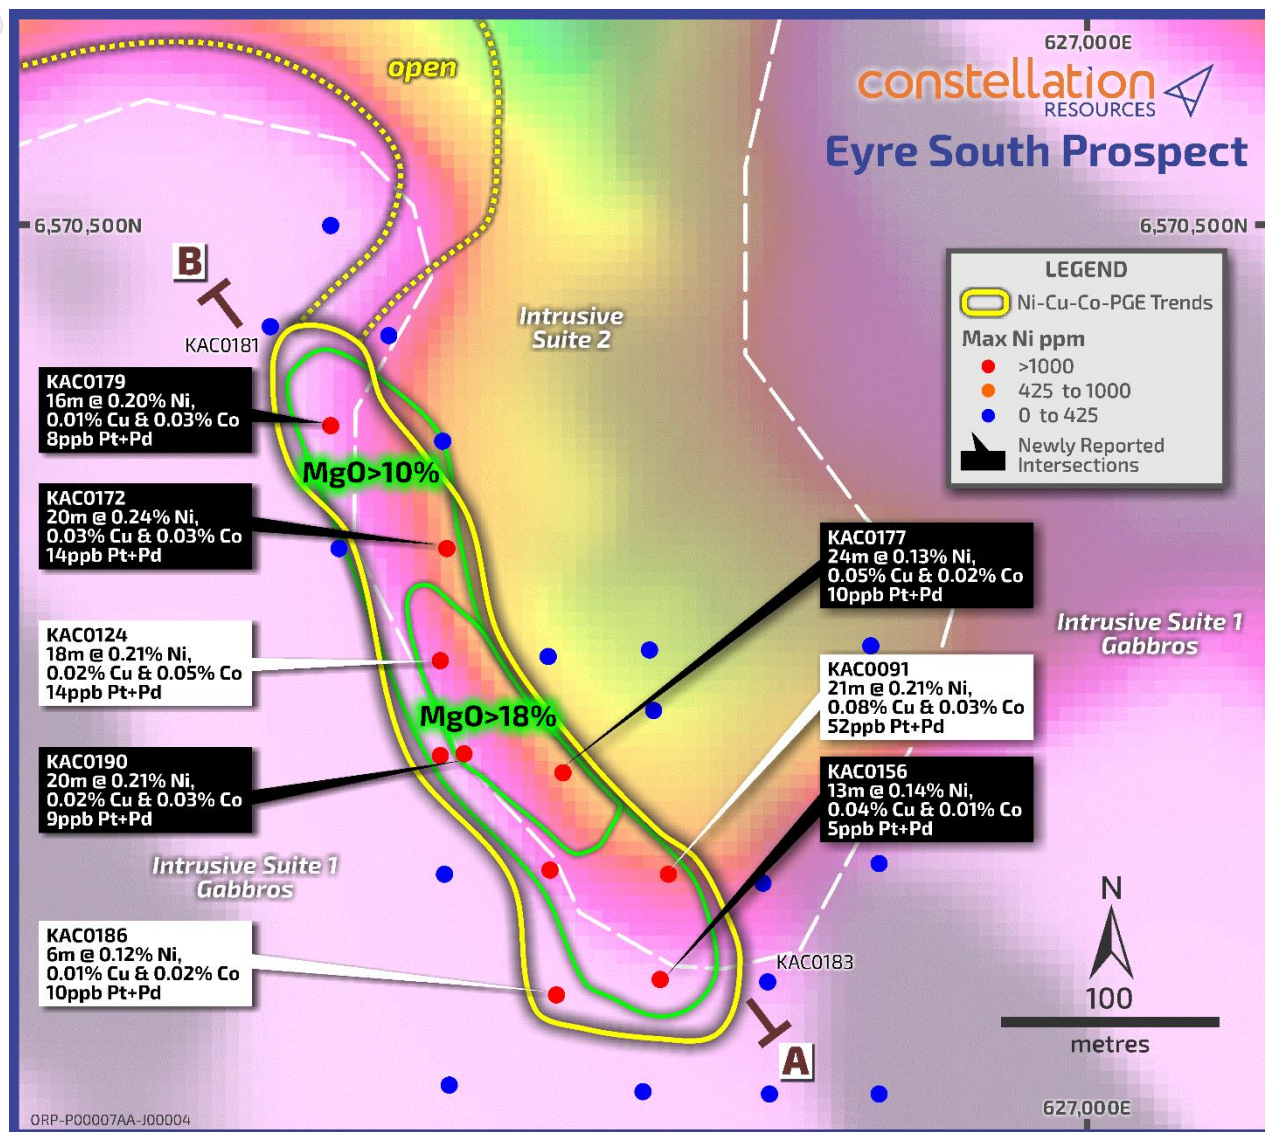 627,000E
constellation
RESOURCES
Eyre South Prospect
open
6,570,500N
6,570,500N
B
LEGEND
Ni-Cu-Co-PGE Trends
Max Ni ppm
>1000
425 to 1000
0 to 425
Newly Reported
Intersections
Intrusive
Suite 2
KAC0181
KAC0179
16m @ 0.20% Ni,
0.01% Cu & 0.03% Co
8ppb Pt+Pd
MgO>10%
KAC0172
20m @ 0.24% Ni,
0.03% Cu & 0.03% Co
14ppb Pt+Pd
KAC0177
24m @ 0.13% Ni,
0.05% Cu & 0.02% Co
10ppb Pt+Pd
Intrusive Suite 1
Gabbros
KAC0124
18m @ 0.21% Ni,
0.02% Cu & 0.05% Co
14ppb Pt+Pd
KAC0091
21m @ 0.21% Ni,
0.08% Cu & 0.03% Co
52ppb Pt+Pd
MgO>18%
KAC0190
20m @ 0.21% Ni,
0.02% Cu & 0.03% Co
9ppb Pt+Pd
KAC0156
13m @ 0.14% Ni,
0.04% Cu & 0.01% Co
5ppb Pt+Pd
Intrusive Suite 1
Gabbros
KAC0186
6m @ 0.12% Ni,
0.01% Cu & 0.02% Co
10ppb Pt+Pd
KAC0183
N
100
metres
A
627,000E
ORP-P00007AA-J00004